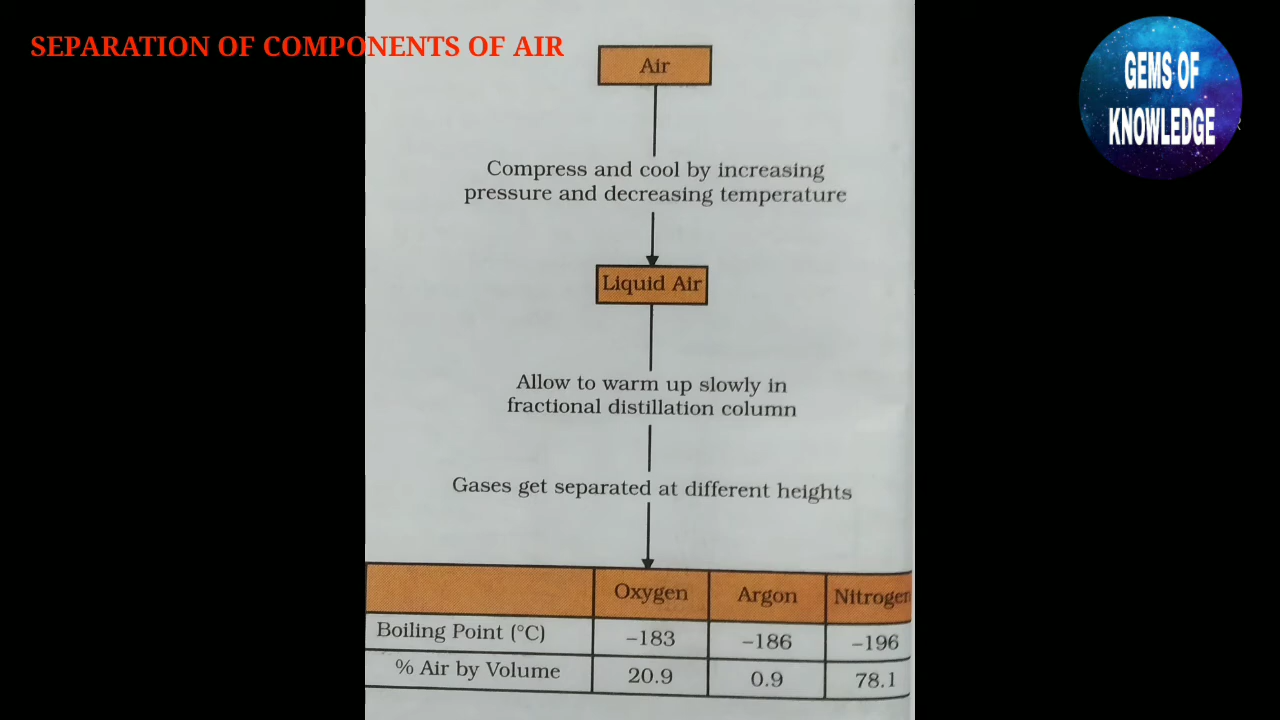 SEPARATION OF COMPONENTS OF AIR
GEMS OF
KNOWLEDGE
Air
Compress and cool by increasing
pressure and decreasing temperature
Liquid Air
Allow to warm up slowly in
fractional distillation column
Gases get separated at different heights
Oxygen Argon Nitrogen
Boiling Point (°C) –183 –186 –196
% Air by Volume 20.9 0.9 78.1